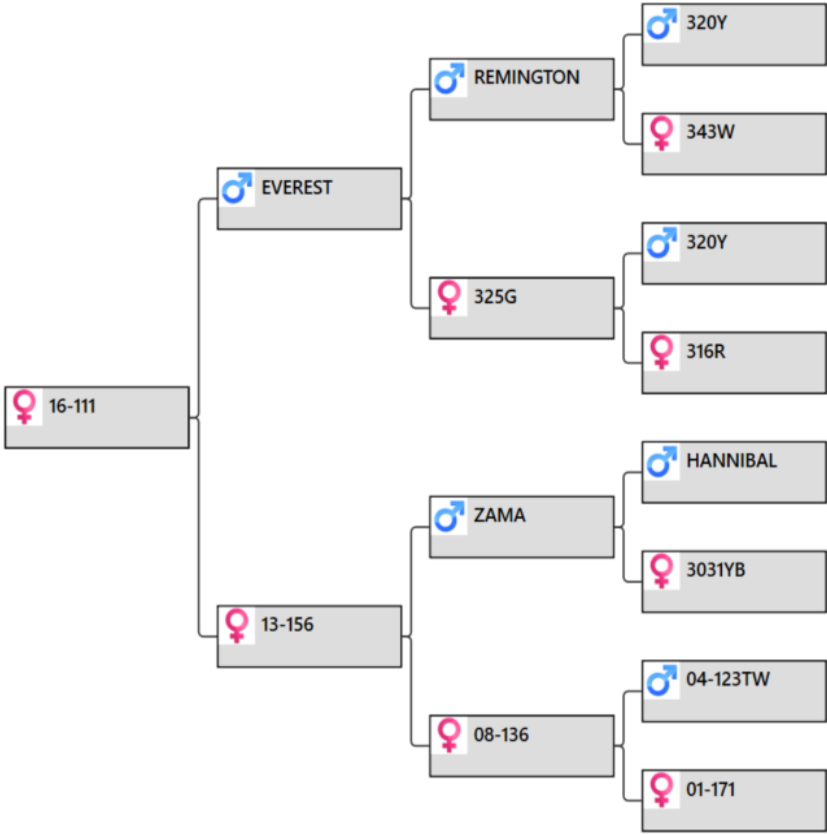 320Y
REMINGTON
343W
EVEREST
320Y
325G
316R
16-111
HANNIBAL
ZAMA
3031YB
13-156
04-123TW
08-136
01-171